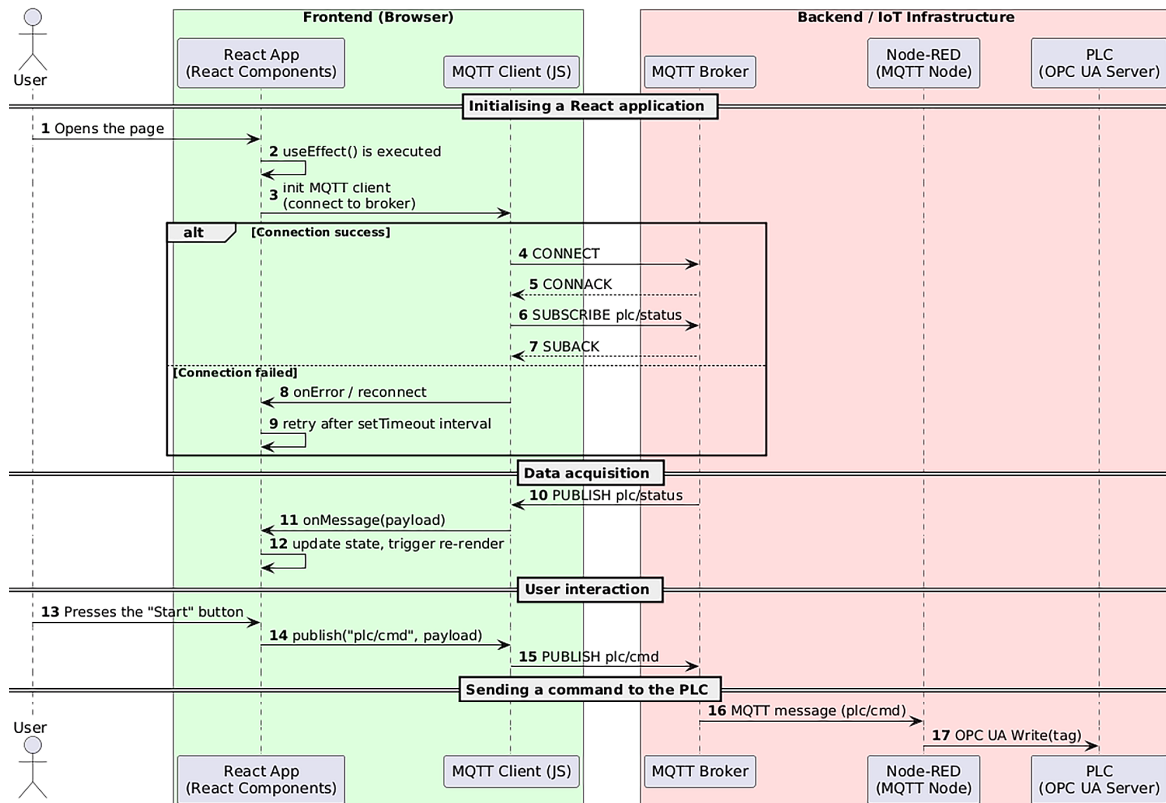 Frontend (Browser)
Backend / IoT Infrastructure
User
React App
(React Components)
MQTT Client (JS)
MQTT Broker
Node-RED
(MQTT Node)
PLC
(OPC UA Server)
Initialising a React application
1 Opens the page
2 useEffect() is executed
3 init MQTT client
(connect to broker)
alt
[Connection success]
4 CONNECT
5 CONNACK
6 SUBSCRIBE plc/status
7 SUBACK
[Connection failed]
8 onError / reconnect
9 retry after setTimeout interval
Data acquisition
10 PUBLISH plc/status
11 onMessage(payload)
12 update state, trigger re-render
User interaction
13 Presses the "Start" button
14 publish("plc/cmd", payload)
15 PUBLISH plc/cmd
Sending a command to the PLC
16 MQTT message (plc/cmd)
17 OPC UA Write(tag)
User
React App
(React Components)
MQTT Client (JS)
MQTT Broker
Node-RED
(MQTT Node)
PLC
(OPC UA Server)